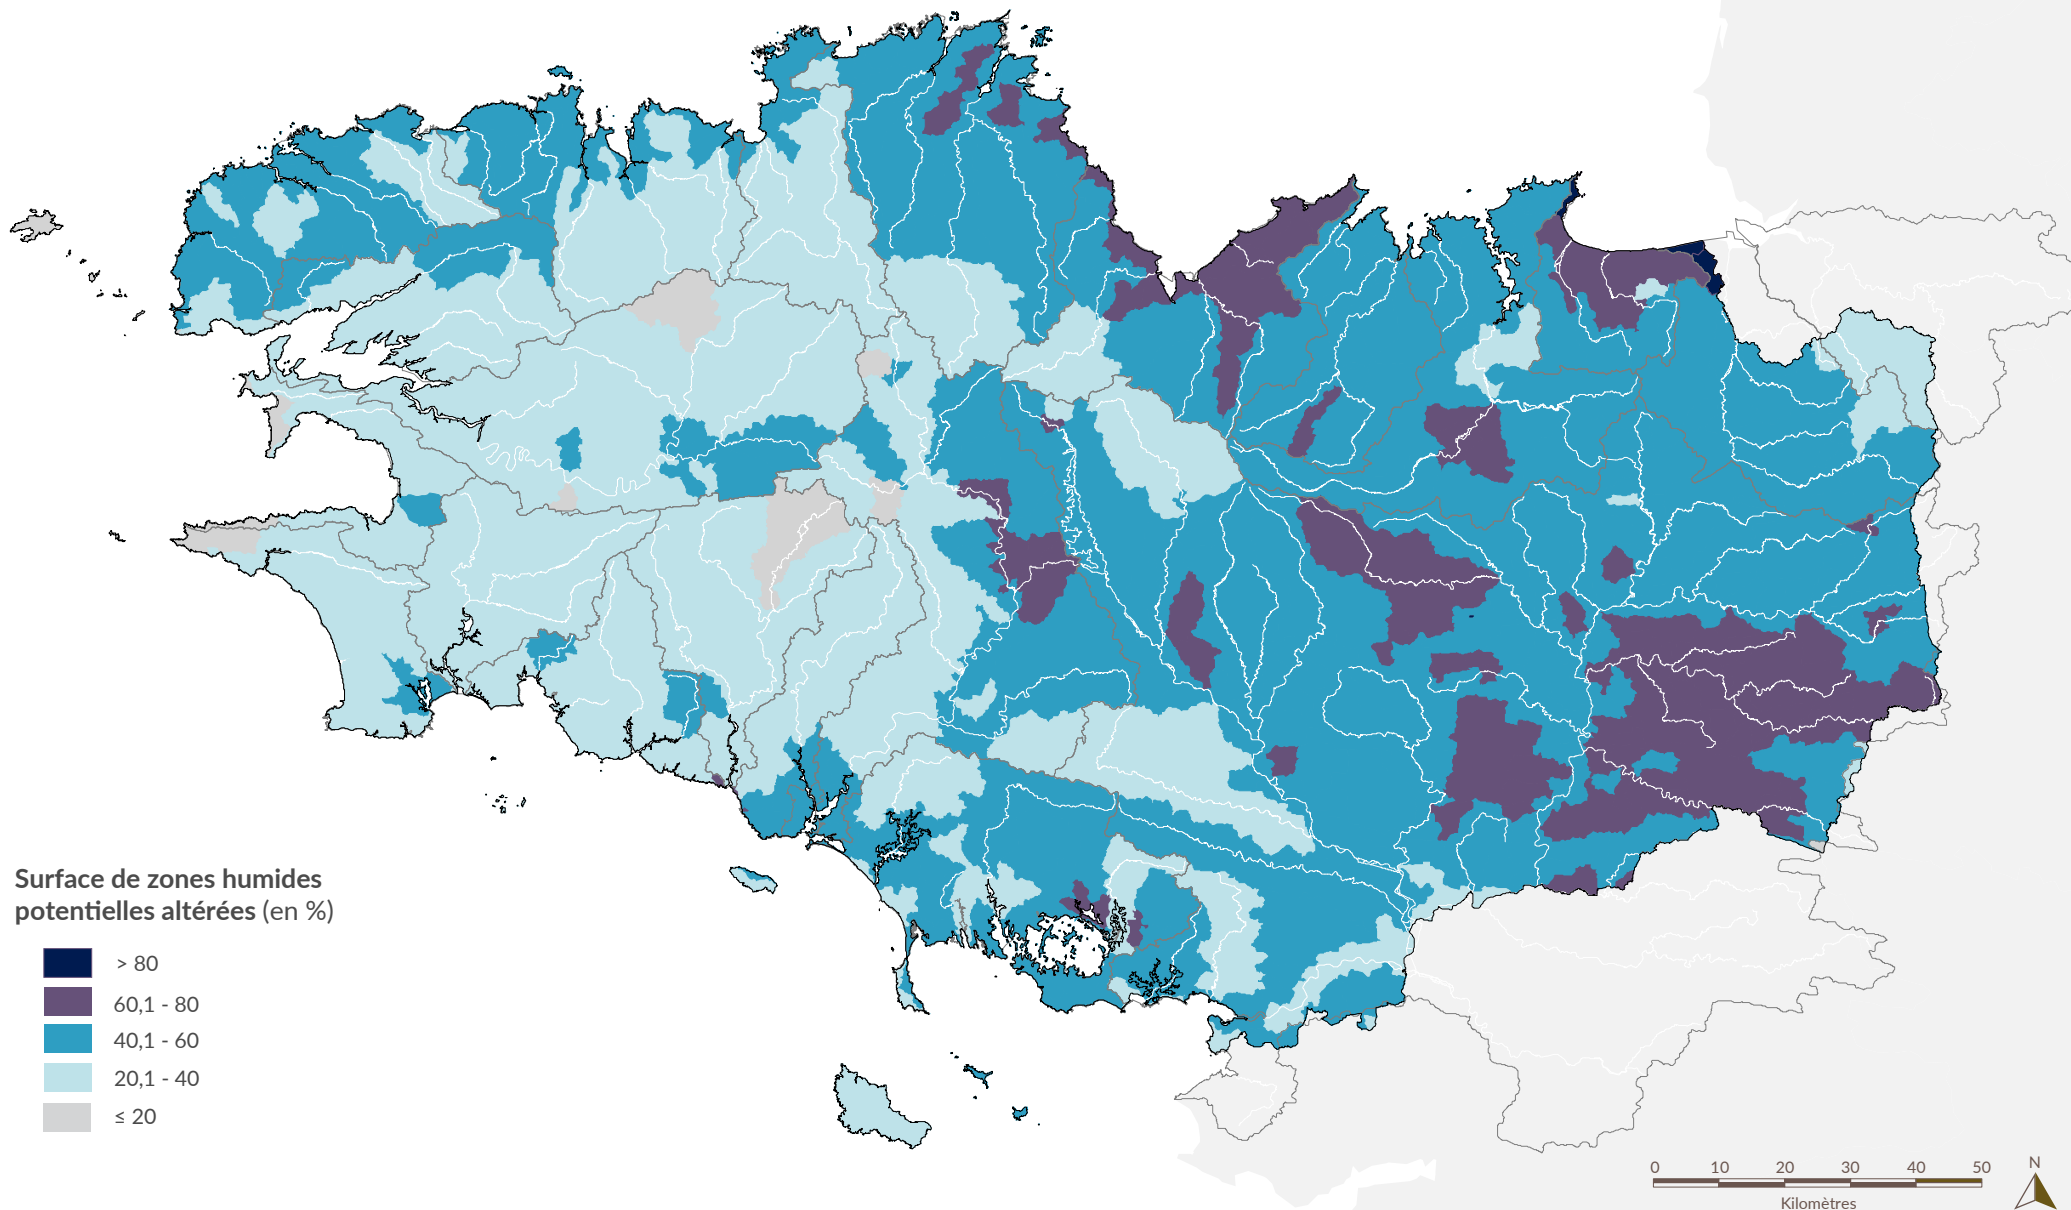 Surface de zones humides
potentielles altérées (en %)
> 80
60,1 - 80
40,1 - 60
20,1 - 40
≤ 20
0 10 20 30 40 50
Kilomètres
N